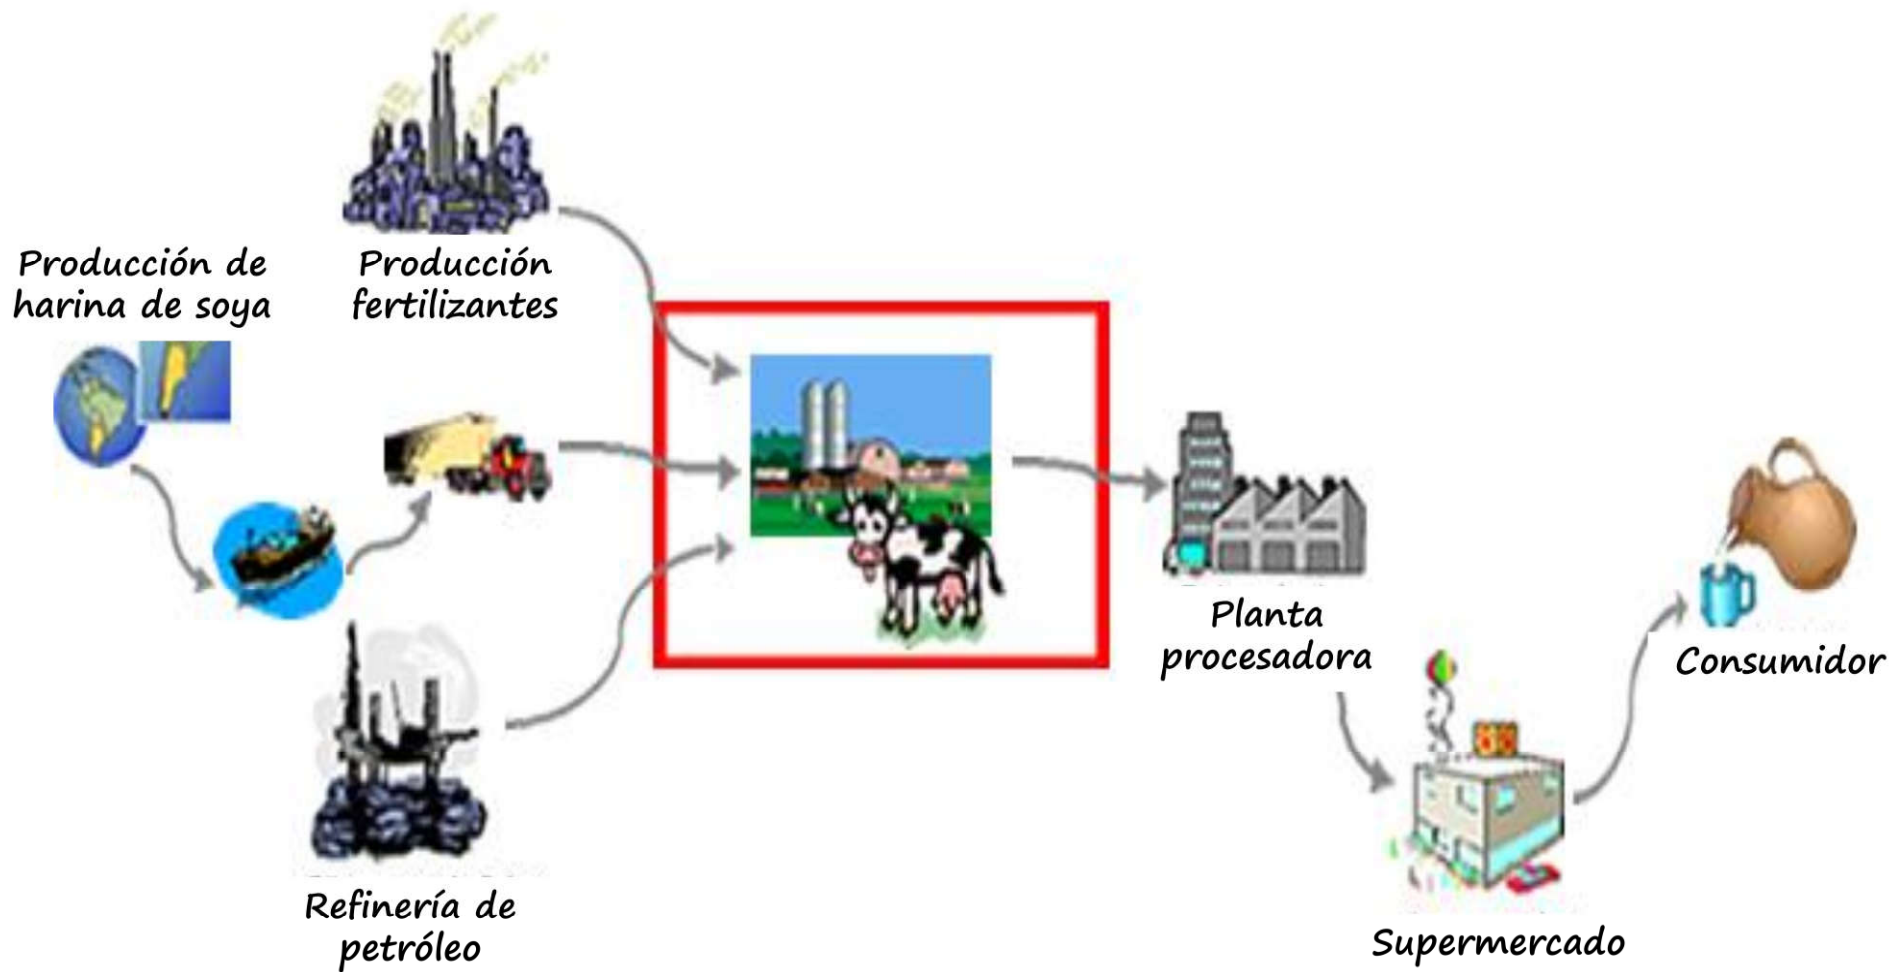 Producción de
harina de soya
Producción
fertilizantes
Refinería de
petróleo
Planta
procesadora
Supermercado
Consumidor